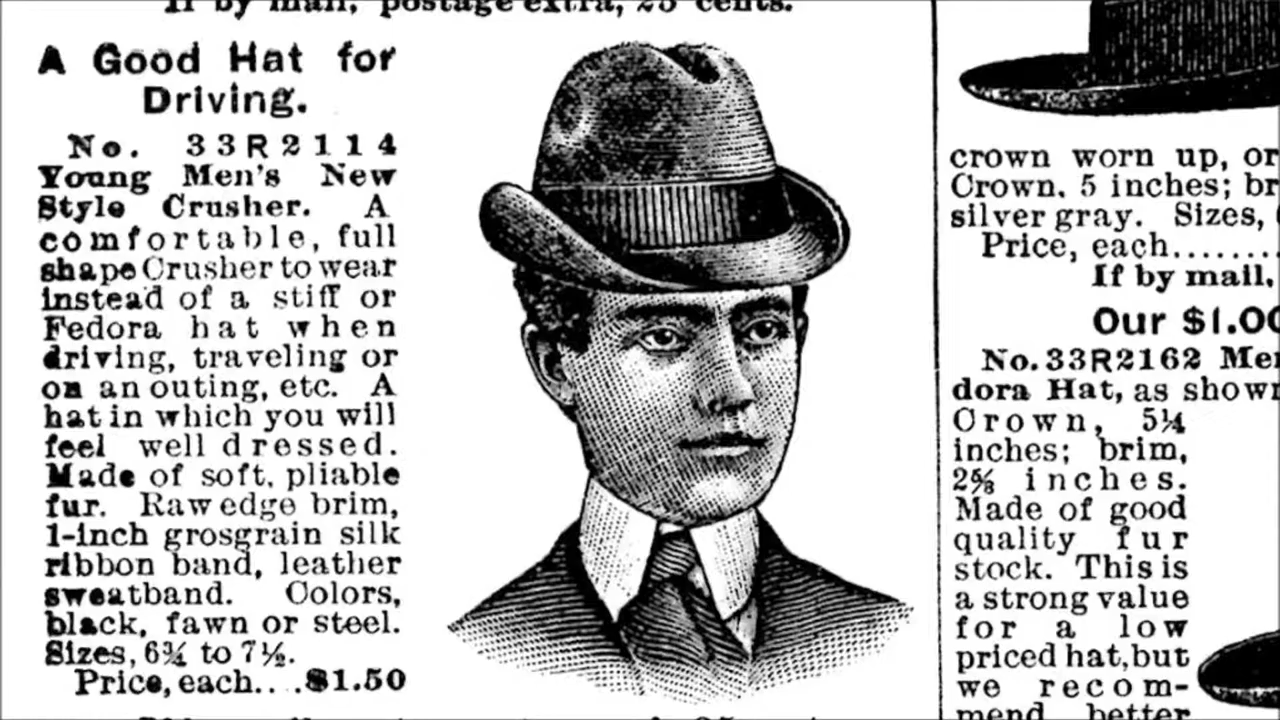 If by mail, postage extra, 25 cents.
A Good Hat for
Driving.
No. 33R2114
Young Men's New
Style Crusher. A
comfortable, full
shape Crusher to wear
instead of a stiff or
Fedora hat when
driving, traveling or
on an outing, etc. A
hat in which you will
feel well dressed.
Made of soft, pliable
fur. Raw edge brim,
1-inch grosgrain silk
ribbon band, leather
sweatband. Colors,
black, fawn or steel.
Sizes, 6¾ to 7½.
Price, each....$1.50
crown worn up, or
Crown, 5 inches; br
silver gray. Sizes,
Price, each........
If by mail,
Our $1.00
No. 33R2162 Me
dora Hat, as shown
Crown, 5¼
inches; brim,
2⅝ inches.
Made of good
quality fur
stock. This is
a strong value
for a low
priced hat, but
we recom-
mend better